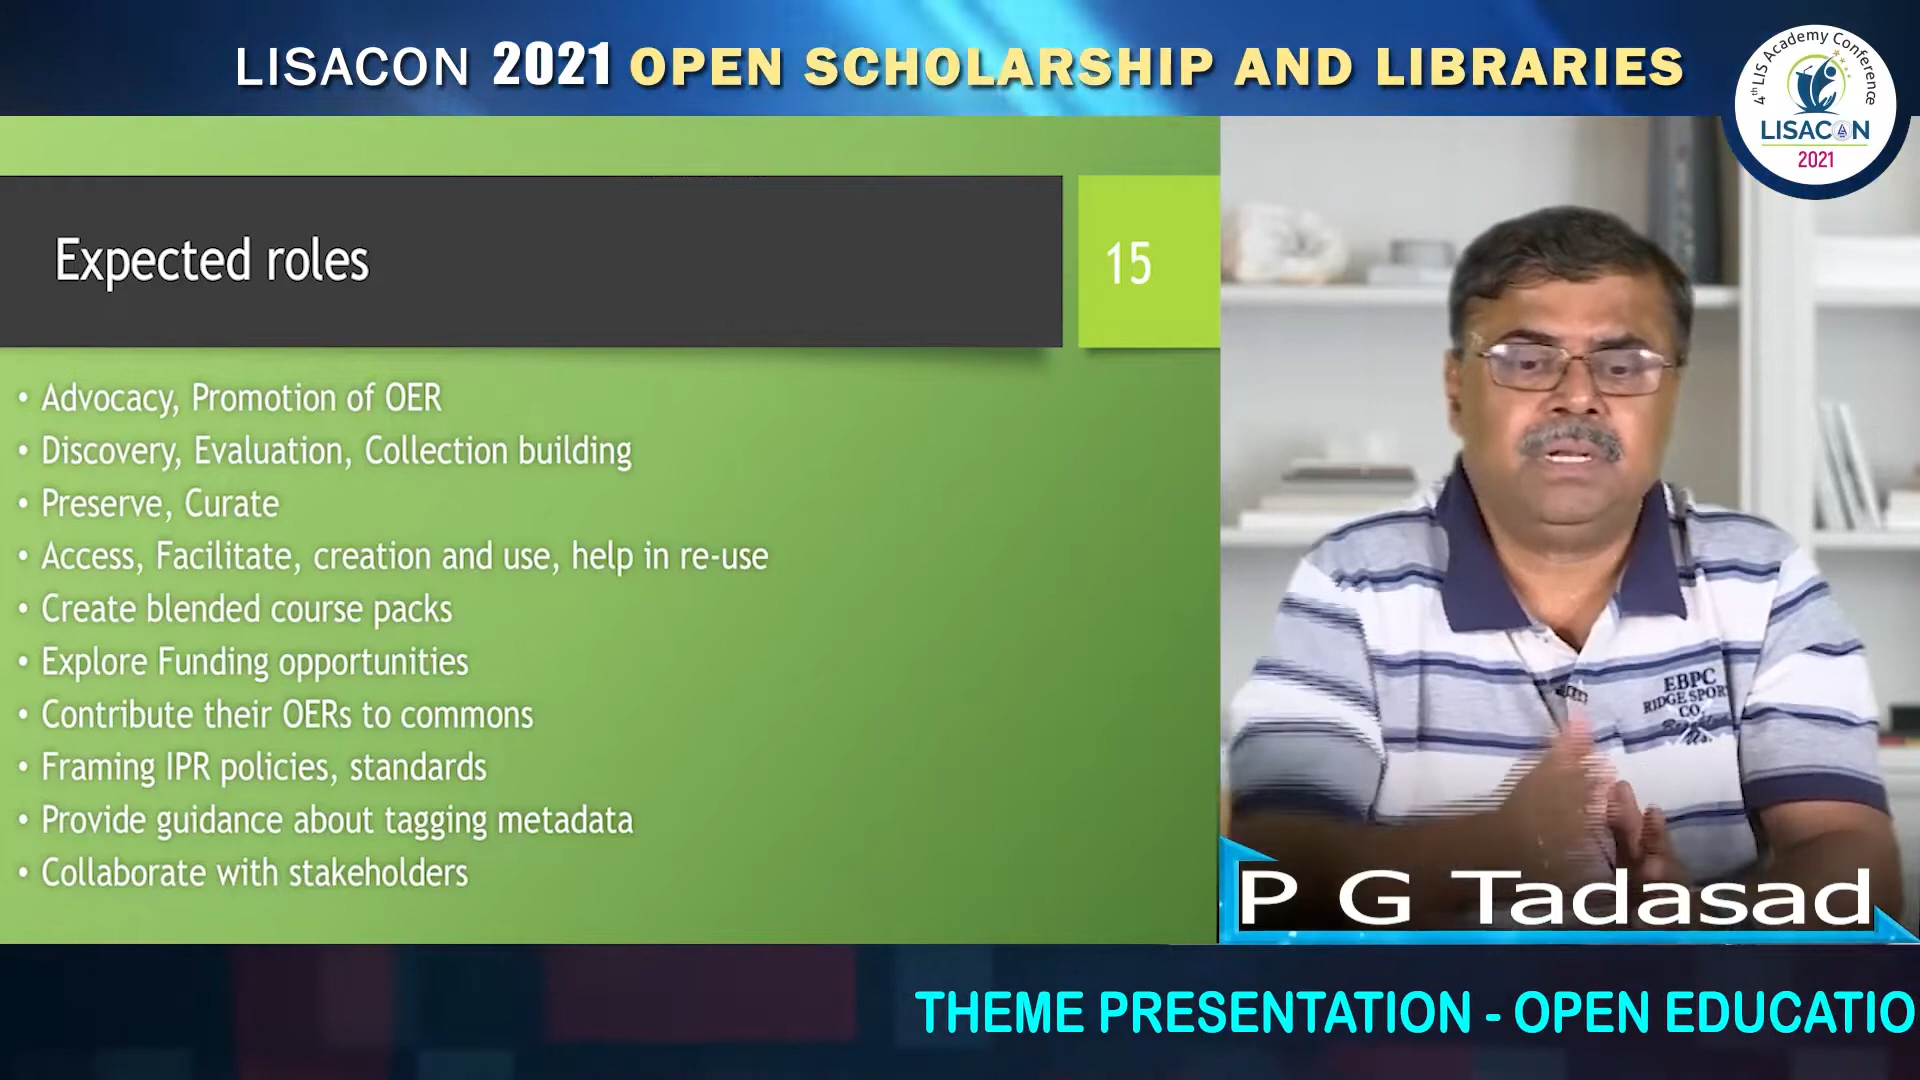 LISACON 2021 OPEN SCHOLARSHIP AND LIBRARIES
4th LIS Academy Conference
LISACON
2021
Expected roles
15
• Advocacy, Promotion of OER
• Discovery, Evaluation, Collection building
• Preserve, Curate
• Access, Facilitate, creation and use, help in re-use
• Create blended course packs
• Explore Funding opportunities
• Contribute their OERs to commons
• Framing IPR policies, standards
• Provide guidance about tagging metadata
• Collaborate with stakeholders
EBPC
RIDGE SPORT
CO.
P G Tadasad
THEME PRESENTATION - OPEN EDUCATIO